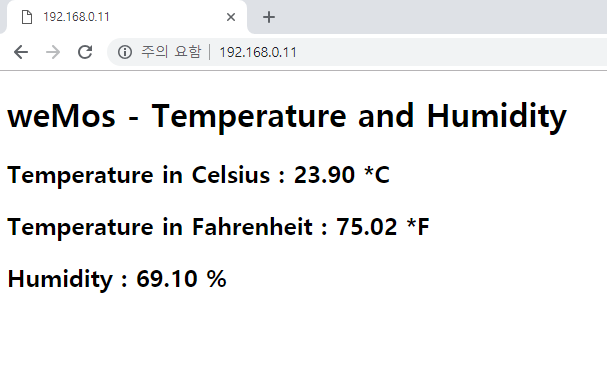 192.168.0.11
주의 요함 192.168.0.11
weMos - Temperature and Humidity
Temperature in Celsius : 23.90 *C
Temperature in Fahrenheit : 75.02 *F
Humidity : 69.10 %